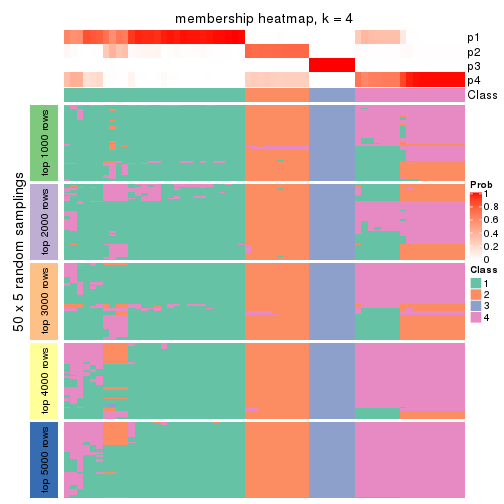 membership heatmap, k = 4
p1
p2
p3
p4
Class
50 x 5 random samplings
top 1000 rows
top 2000 rows
top 3000 rows
top 4000 rows
top 5000 rows
Prob
1
0.8
0.6
0.4
0.2
0
Class
1
2
3
4